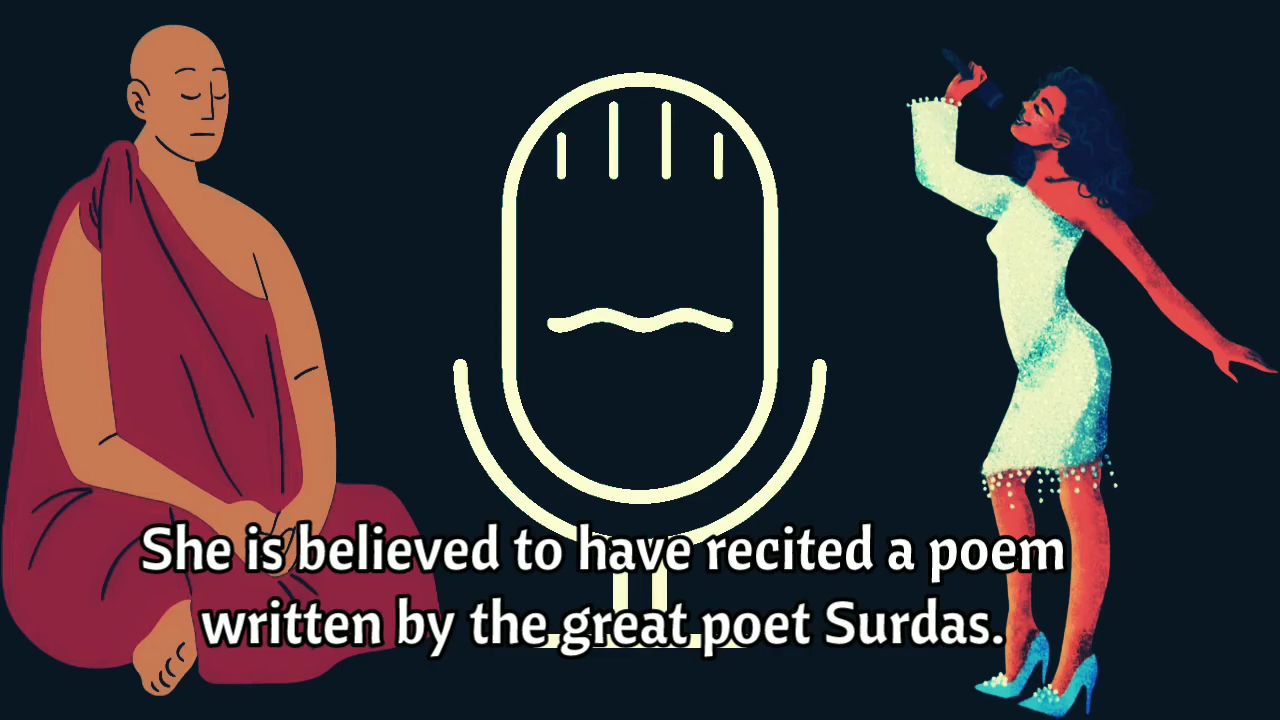 She is believed to have recited a poem
written by the great poet Surdas.